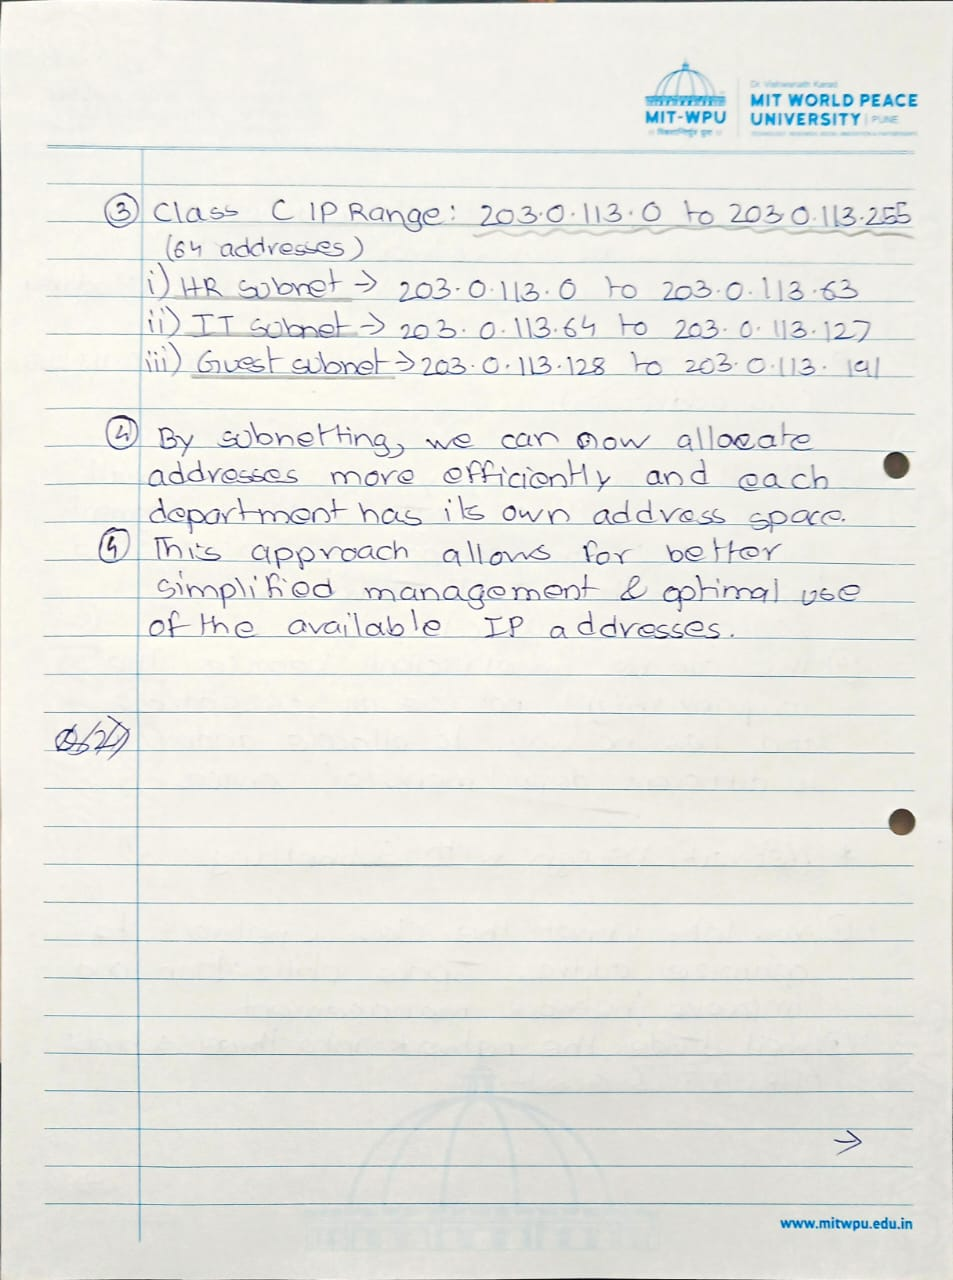 Dr. Vishwanath Karad
MIT WORLD PEACE
UNIVERSITY | PUNE
MIT-WPU
③ Class C IP Range: 203.0.113.0 to 203.0.113.255
(64 addresses)
i) HR subnet → 203.0.113.0 to 203.0.113.63
ii) IT subnet → 203.0.113.64 to 203.0.113.127
iii) Guest subnet → 203.0.113.128 to 203.0.113.191
④ By subnetting, we can now allocate
addresses more efficiently and each
department has its own address space.
⑤ This approach allows for better
simplified management & optimal use
of the available IP addresses.
→
www.mitwpu.edu.in